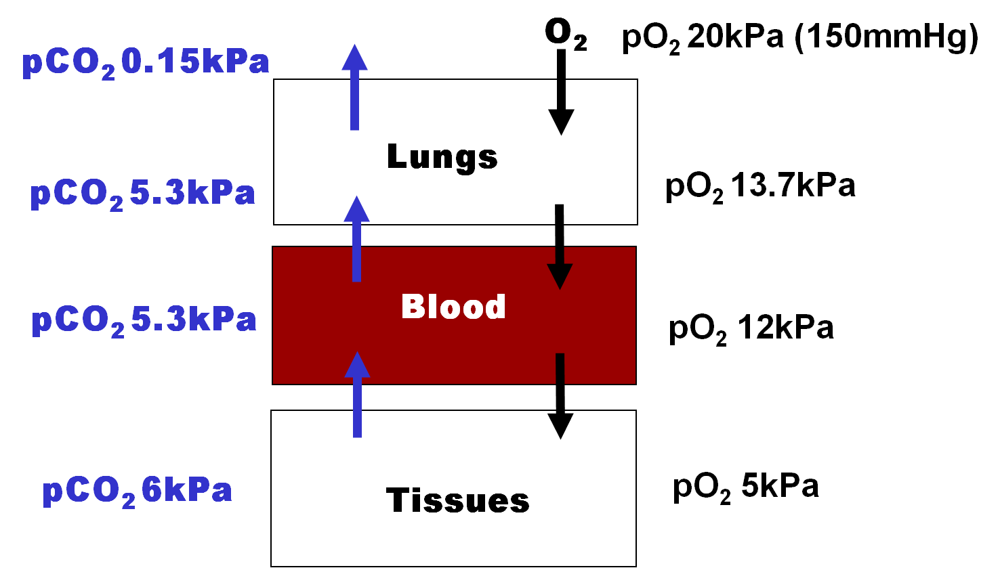 O₂ pO₂ 20kPa (150mmHg)
pCO₂ 0.15kPa
Lungs
pCO₂ 5.3kPa pO₂ 13.7kPa
Blood
pCO₂ 5.3kPa pO₂ 12kPa
pCO₂ 6kPa Tissues pO₂ 5kPa